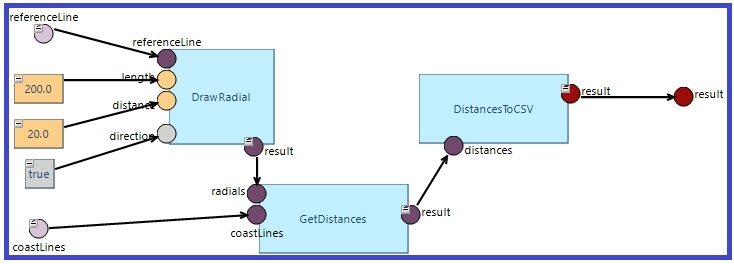 referenceLine
referenceLine
200.0
length
20.0
distance
true
direction
DrawRadial
result
radials
coastLines
coastLines
GetDistances
result
distances
DistancesToCSV
result
result